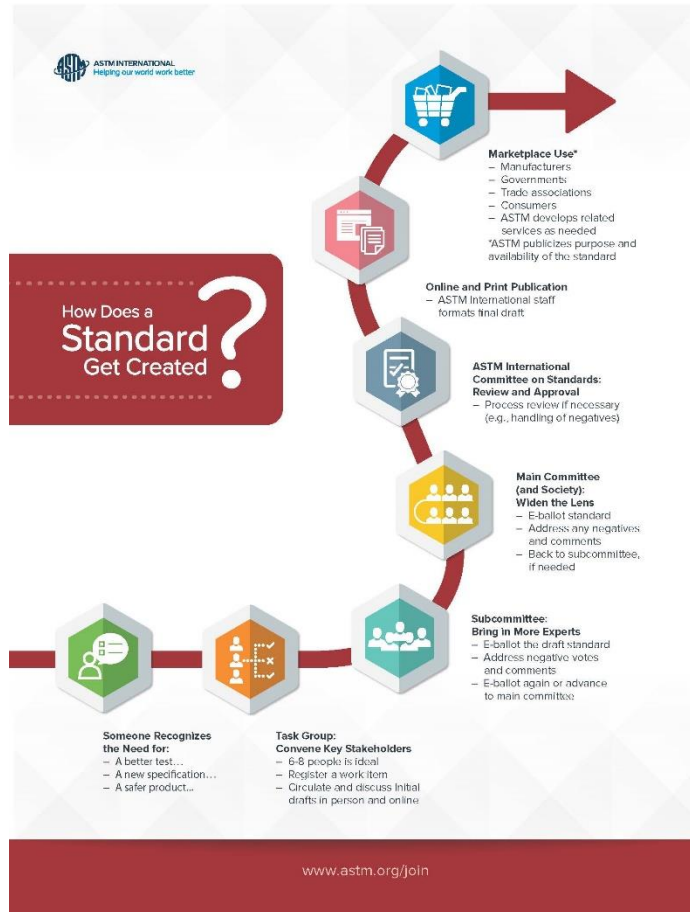 ASTM INTERNATIONAL
Helping our world work better
How Does a
Standard
Get Created
?
Marketplace Use*
– Manufacturers
– Governments
– Trade associations
– Consumers
– ASTM develops related
services as needed
*ASTM publicizes purpose and
availability of the standard
Online and Print Publication
– ASTM International staff
formats final draft
ASTM International
Committee on Standards:
Review and Approval
– Process review if necessary
(e.g., handling of negatives)
Main Committee
(and Society):
Widen the Lens
– E-ballot standard
– Address any negatives
and comments
– Back to subcommittee,
if needed
Subcommittee:
Bring in More Experts
– E-ballot the draft standard
– Address negative votes
and comments
– E-ballot again or advance
to main committee
Someone Recognizes
the Need for:
– A better test...
– A new specification...
– A safer product...
Task Group:
Convene Key Stakeholders
– 6-8 people is ideal
– Register a work item
– Circulate and discuss Initial
drafts in person and online
www.astm.org/join